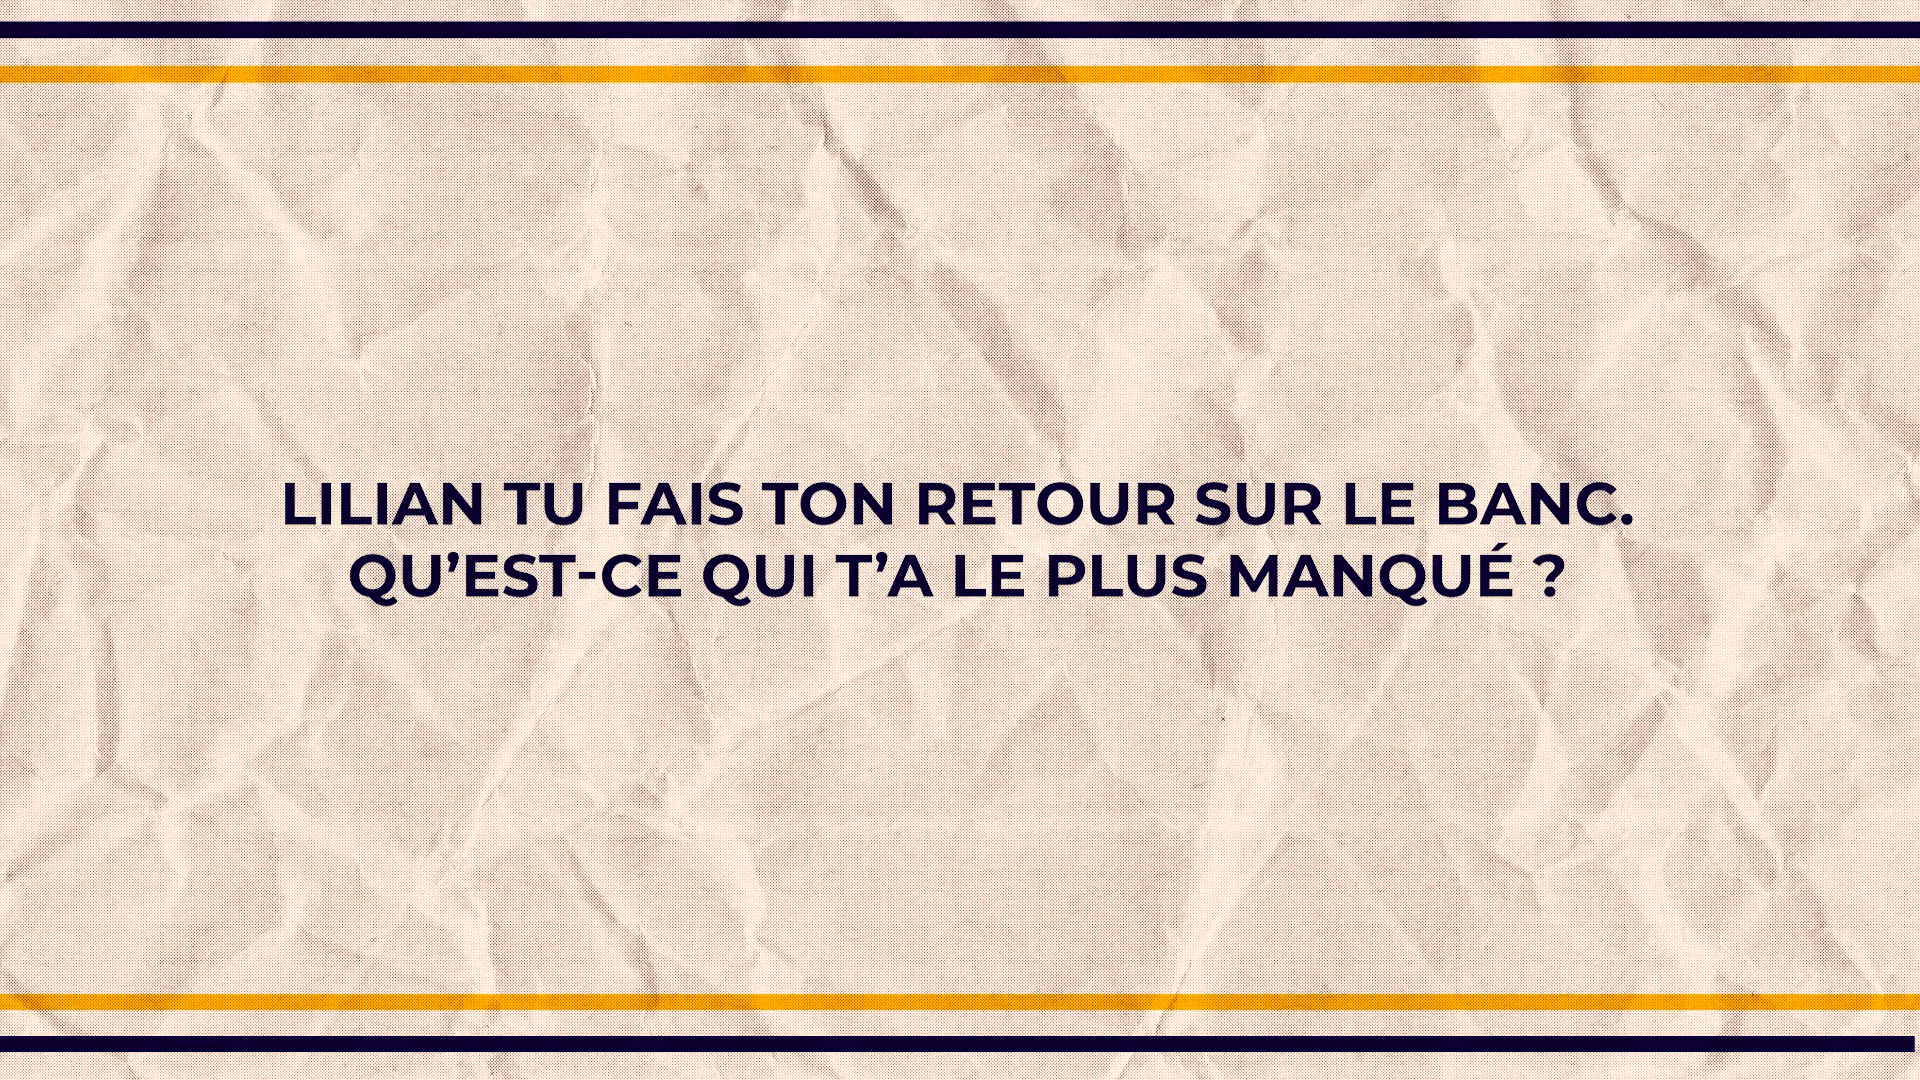 LILIAN TU FAIS TON RETOUR SUR LE BANC.
QU’EST-CE QUI T’A LE PLUS MANQUÉ ?